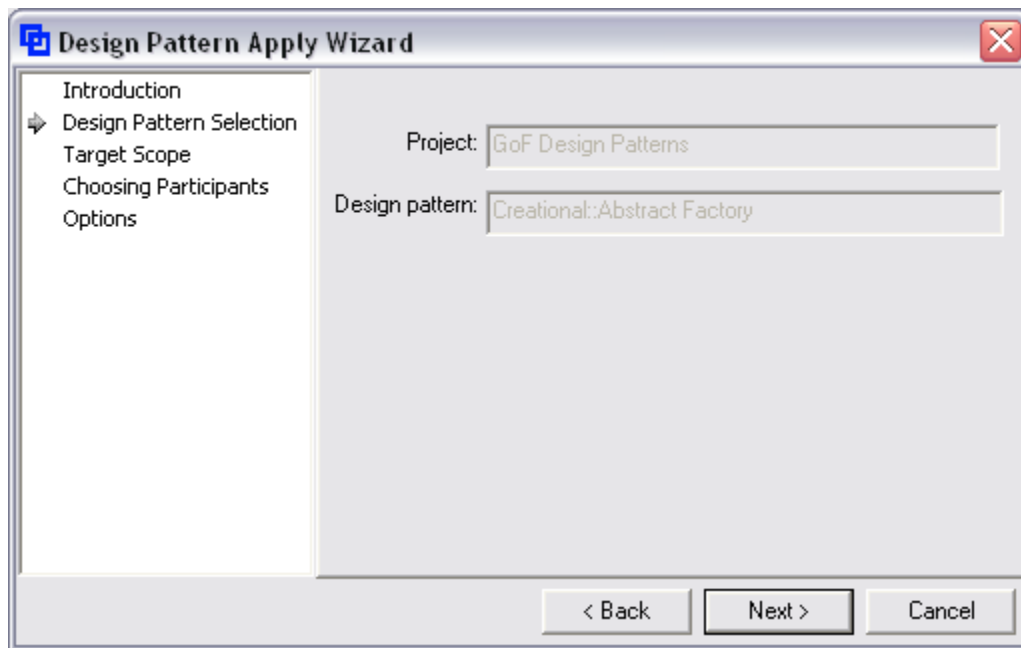 Design Pattern Apply Wizard
Introduction
Design Pattern Selection
Target Scope
Choosing Participants
Options
Project: GoF Design Patterns
Design pattern: Creational::Abstract Factory
< Back Next > Cancel